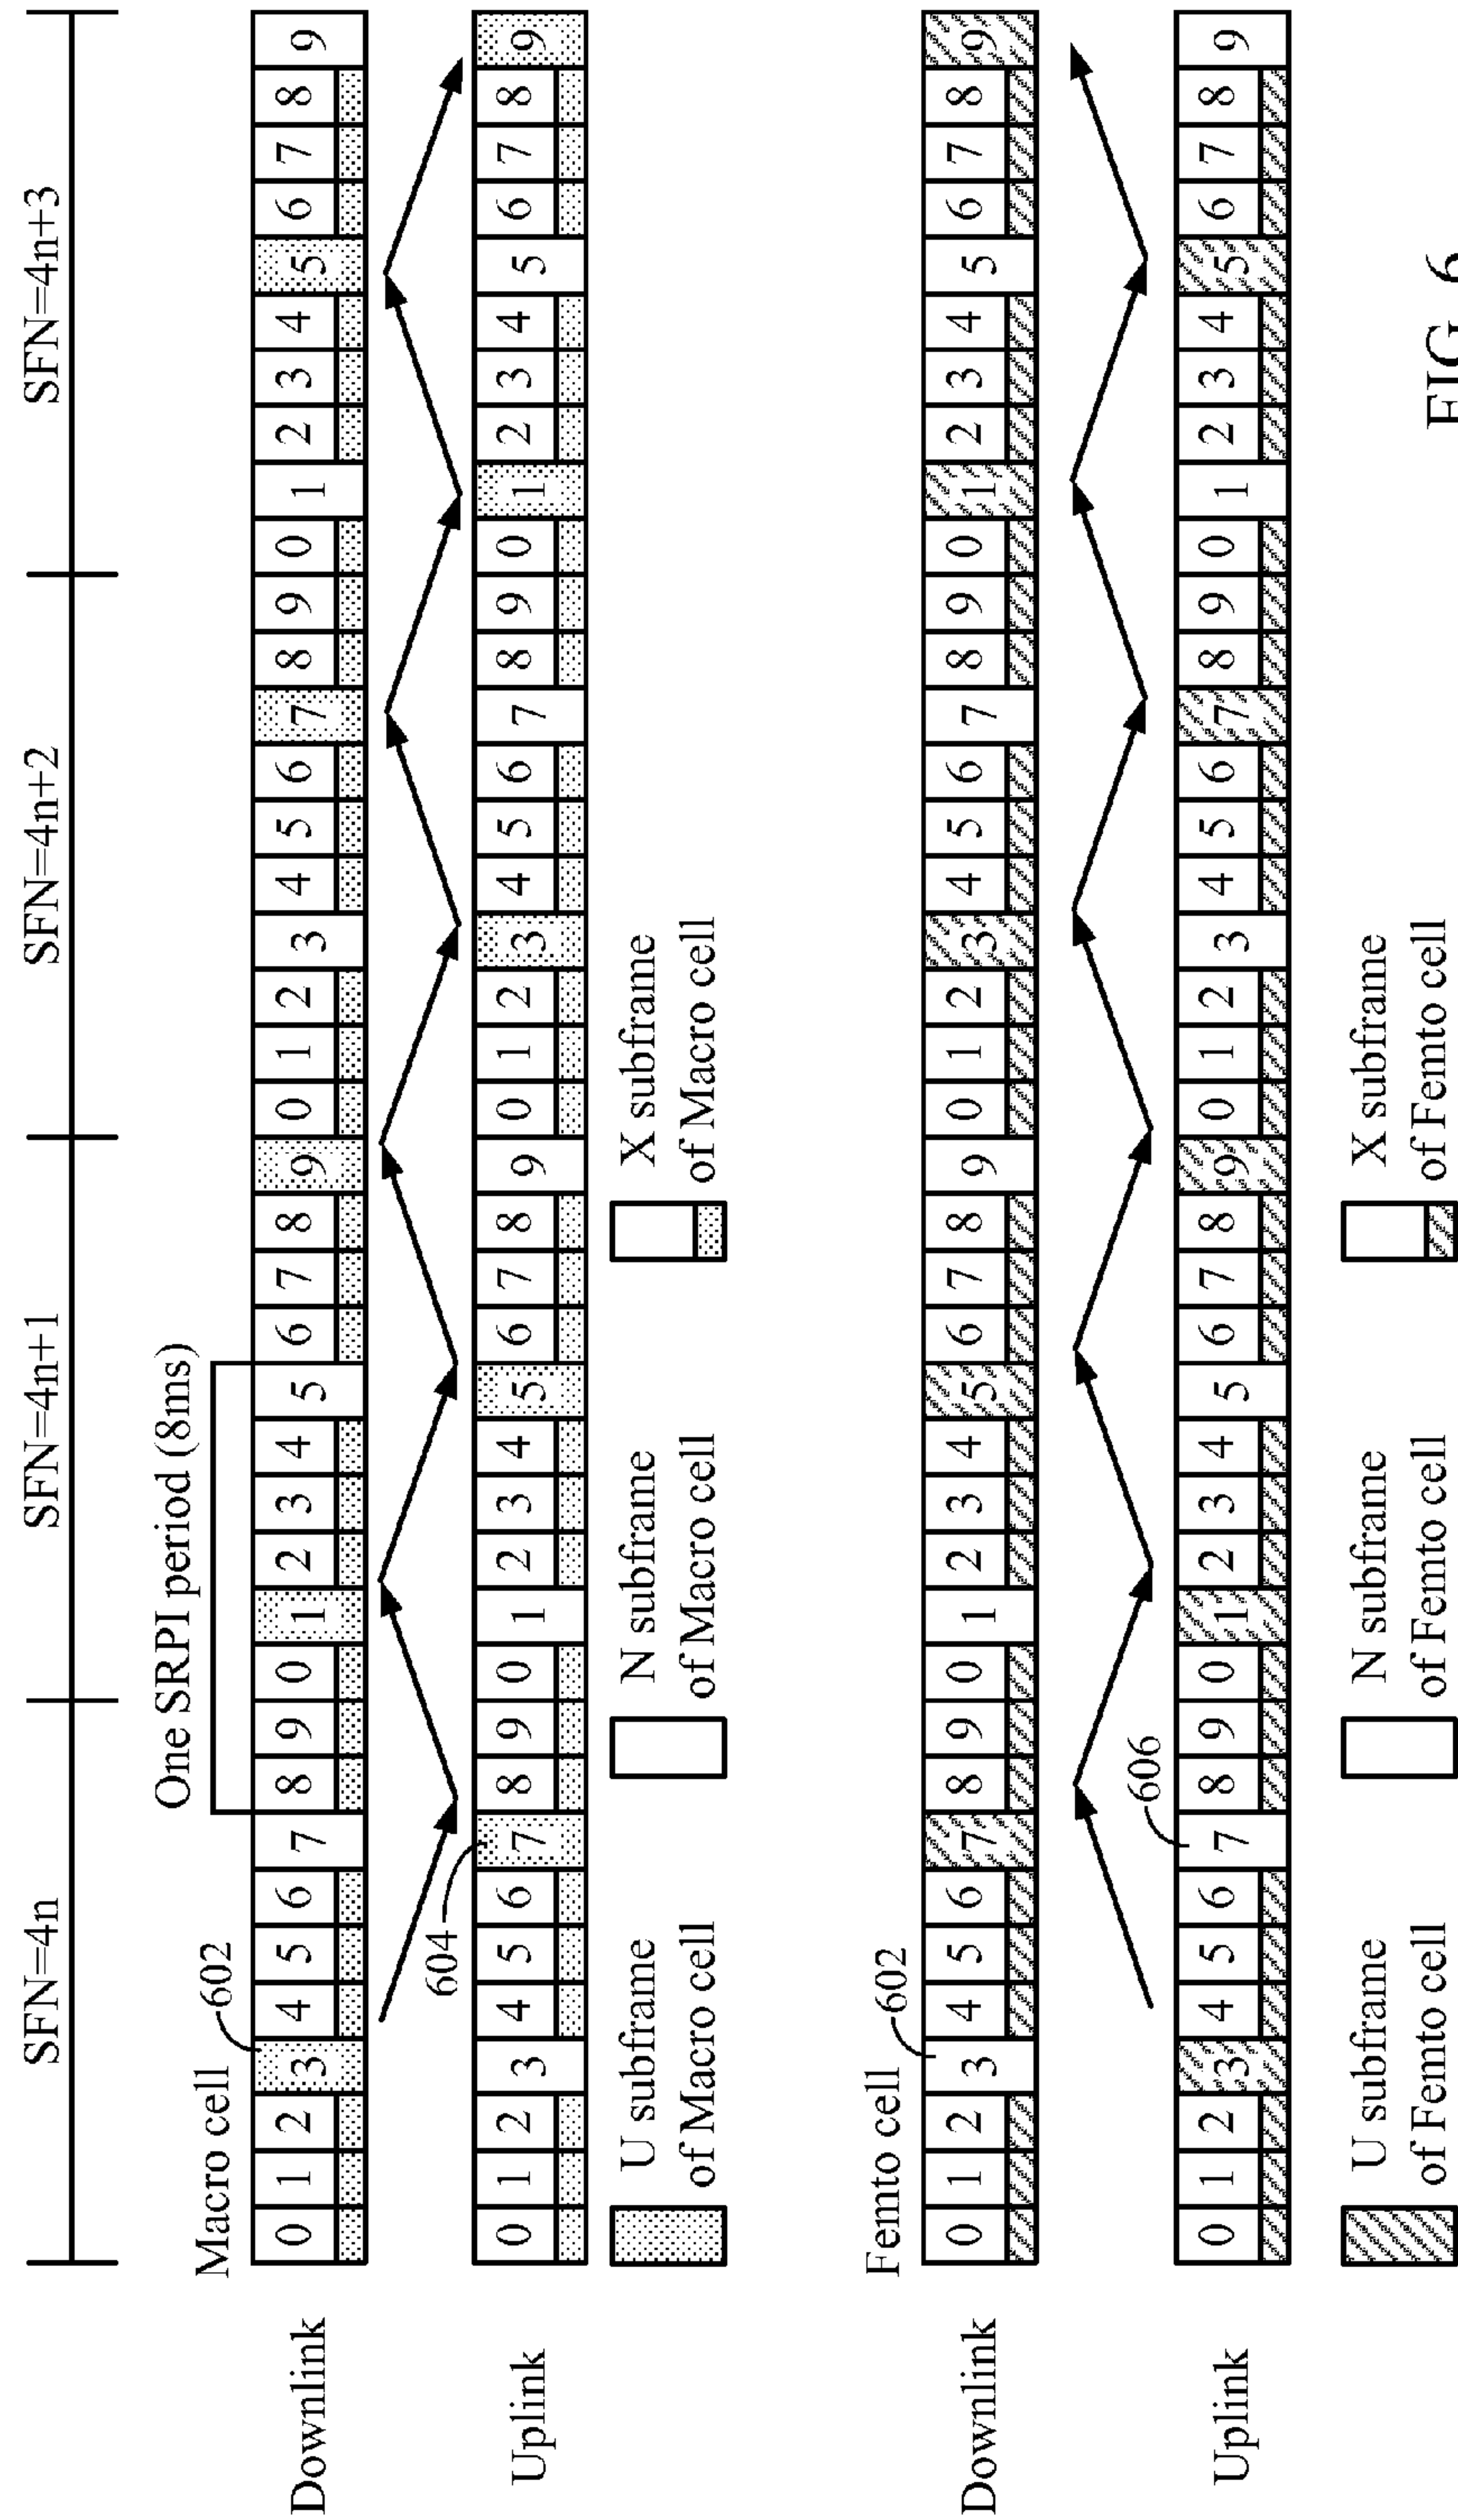 SFN=4n SFN=4n+1 SFN=4n+2 SFN=4n+3
One SRPI period (8ms)
Macro cell 602
Downlink 0 1 2 3 4 5 6 7 8 9 0 1 2 3 4 5 6 7 8 9 0 1 2 3 4 5 6 7 8 9 0 1 2 3 4 5 6 7 8 9
604
Uplink 0 1 2 3 4 5 6 7 8 9 0 1 2 3 4 5 6 7 8 9 0 1 2 3 4 5 6 7 8 9 0 1 2 3 4 5 6 7 8 9
U subframe N subframe X subframe
of Macro cell of Macro cell of Macro cell
Femto cell 602
Downlink 0 1 2 3 4 5 6 7 8 9 0 1 2 3 4 5 6 7 8 9 0 1 2 3 4 5 6 7 8 9 0 1 2 3 4 5 6 7 8 9
606
Uplink 0 1 2 3 4 5 6 7 8 9 0 1 2 3 4 5 6 7 8 9 0 1 2 3 4 5 6 7 8 9 0 1 2 3 4 5 6 7 8 9
U subframe N subframe X subframe
of Femto cell of Femto cell of Femto cell
FIG. 6